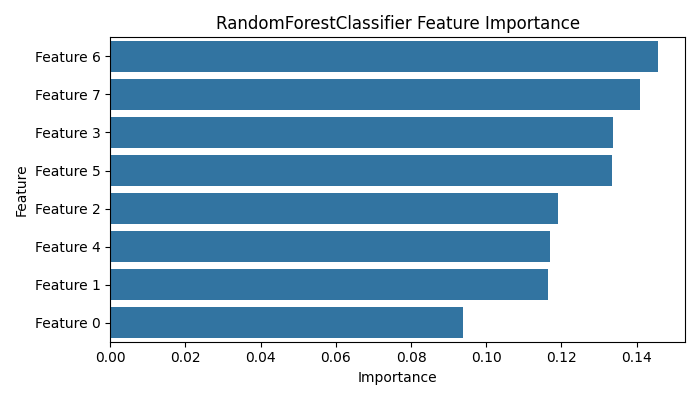 RandomForestClassifier Feature Importance
Feature
Feature 6
Feature 7
Feature 3
Feature 5
Feature 2
Feature 4
Feature 1
Feature 0
0.00 0.02 0.04 0.06 0.08 0.10 0.12 0.14
Importance